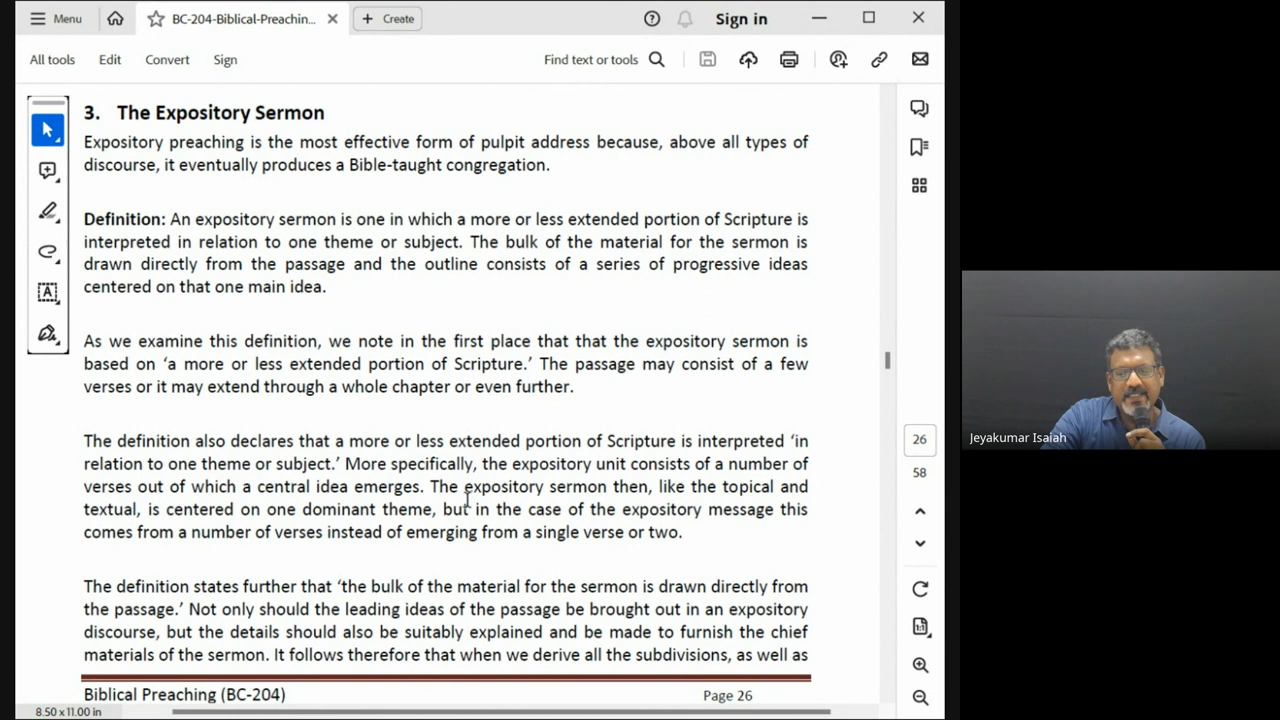 Menu
BC-204-Biblical-Preachin...
Create
Sign in
All tools
Edit
Convert
Sign
Find text or tools
3. The Expository Sermon
Expository preaching is the most effective form of pulpit address because, above all types of
discourse, it eventually produces a Bible-taught congregation.
Definition: An expository sermon is one in which a more or less extended portion of Scripture is
interpreted in relation to one theme or subject. The bulk of the material for the sermon is
drawn directly from the passage and the outline consists of a series of progressive ideas
centered on that one main idea.
As we examine this definition, we note in the first place that that the expository sermon is
based on ‘a more or less extended portion of Scripture.’ The passage may consist of a few
verses or it may extend through a whole chapter or even further.
The definition also declares that a more or less extended portion of Scripture is interpreted ‘in
relation to one theme or subject.’ More specifically, the expository unit consists of a number of
verses out of which a central idea emerges. The expository sermon then, like the topical and
textual, is centered on one dominant theme, but in the case of the expository message this
comes from a number of verses instead of emerging from a single verse or two.
The definition states further that ‘the bulk of the material for the sermon is drawn directly from
the passage.’ Not only should the leading ideas of the passage be brought out in an expository
discourse, but the details should also be suitably explained and be made to furnish the chief
materials of the sermon. It follows therefore that when we derive all the subdivisions, as well as
Biblical Preaching (BC-204)
Page 26
8.50 x 11.00 in
26
58
1:1
Jeyakumar Isaiah